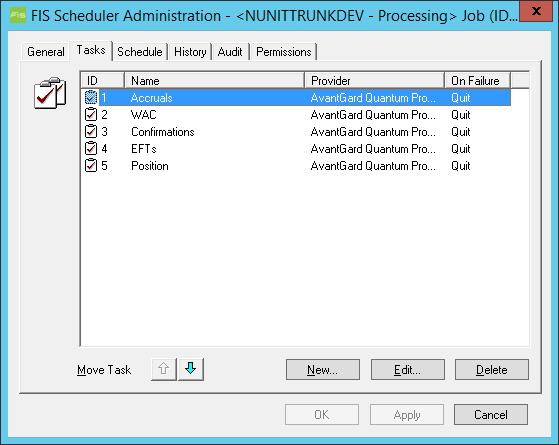 FIS Scheduler Administration - <NUNITTRUNKDEV - Processing> Job (ID...
General Tasks Schedule History Audit Permissions
ID Name Provider On Failure
1 Accruals AvantGard Quantum Pro... Quit
2 WAC AvantGard Quantum Pro... Quit
3 Confirmations AvantGard Quantum Pro... Quit
4 EFTs AvantGard Quantum Pro... Quit
5 Position AvantGard Quantum Pro... Quit
Move Task New... Edit... Delete
OK Apply Cancel